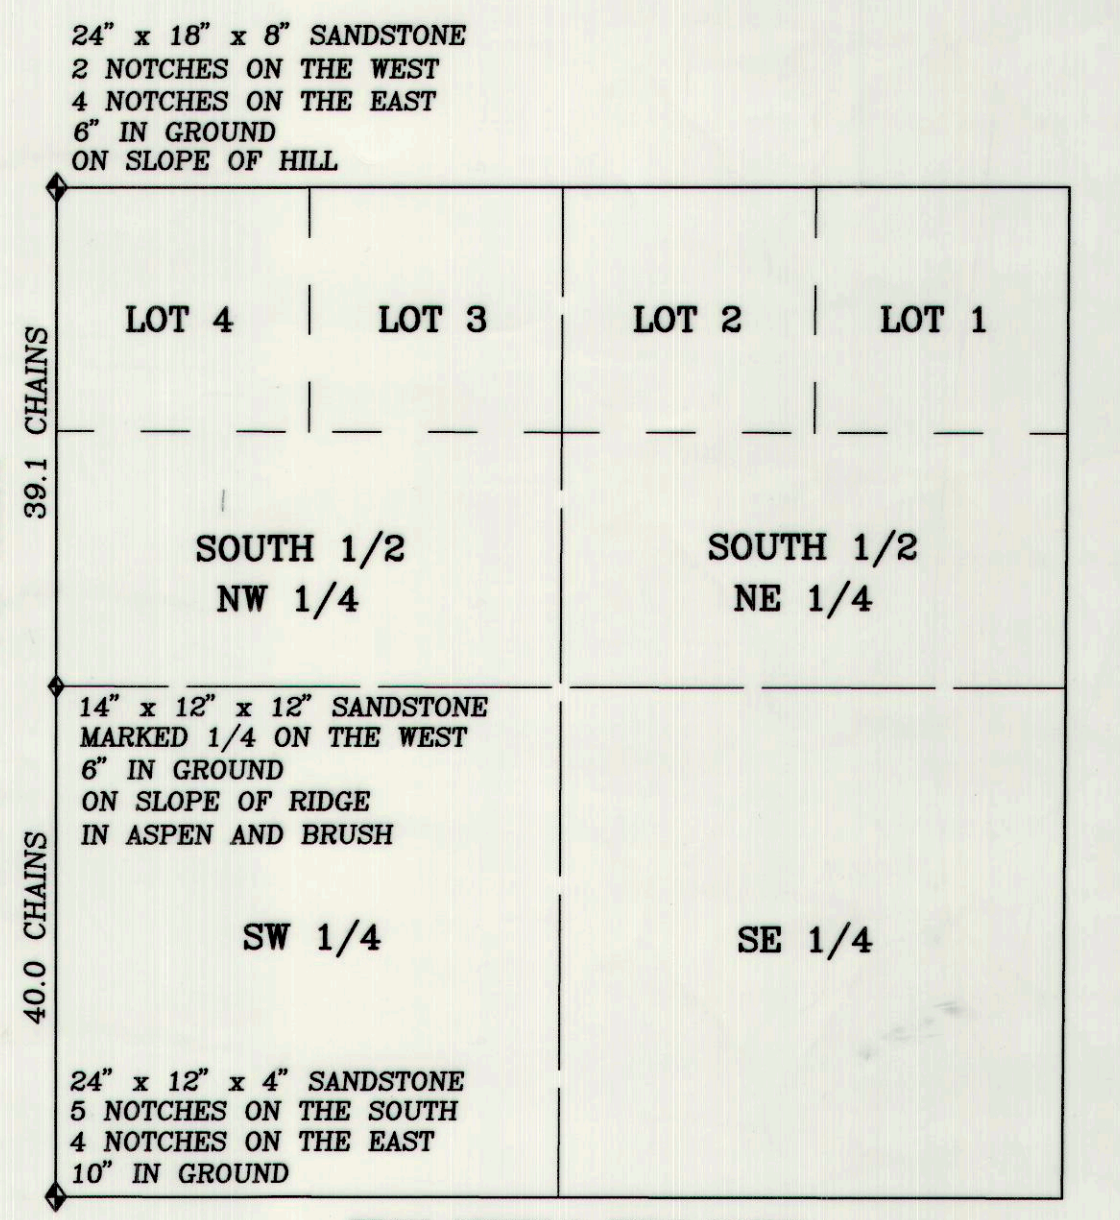 24" x 18" x 8" SANDSTONE
2 NOTCHES ON THE WEST
4 NOTCHES ON THE EAST
6" IN GROUND
ON SLOPE OF HILL
LOT 4
LOT 3
LOT 2
LOT 1
39.1 CHAINS
SOUTH 1/2
NW 1/4
SOUTH 1/2
NE 1/4
14" x 12" x 12" SANDSTONE
MARKED 1/4 ON THE WEST
6" IN GROUND
ON SLOPE OF RIDGE
IN ASPEN AND BRUSH
40.0 CHAINS
SW 1/4
SE 1/4
24" x 12" x 4" SANDSTONE
5 NOTCHES ON THE SOUTH
4 NOTCHES ON THE EAST
10" IN GROUND